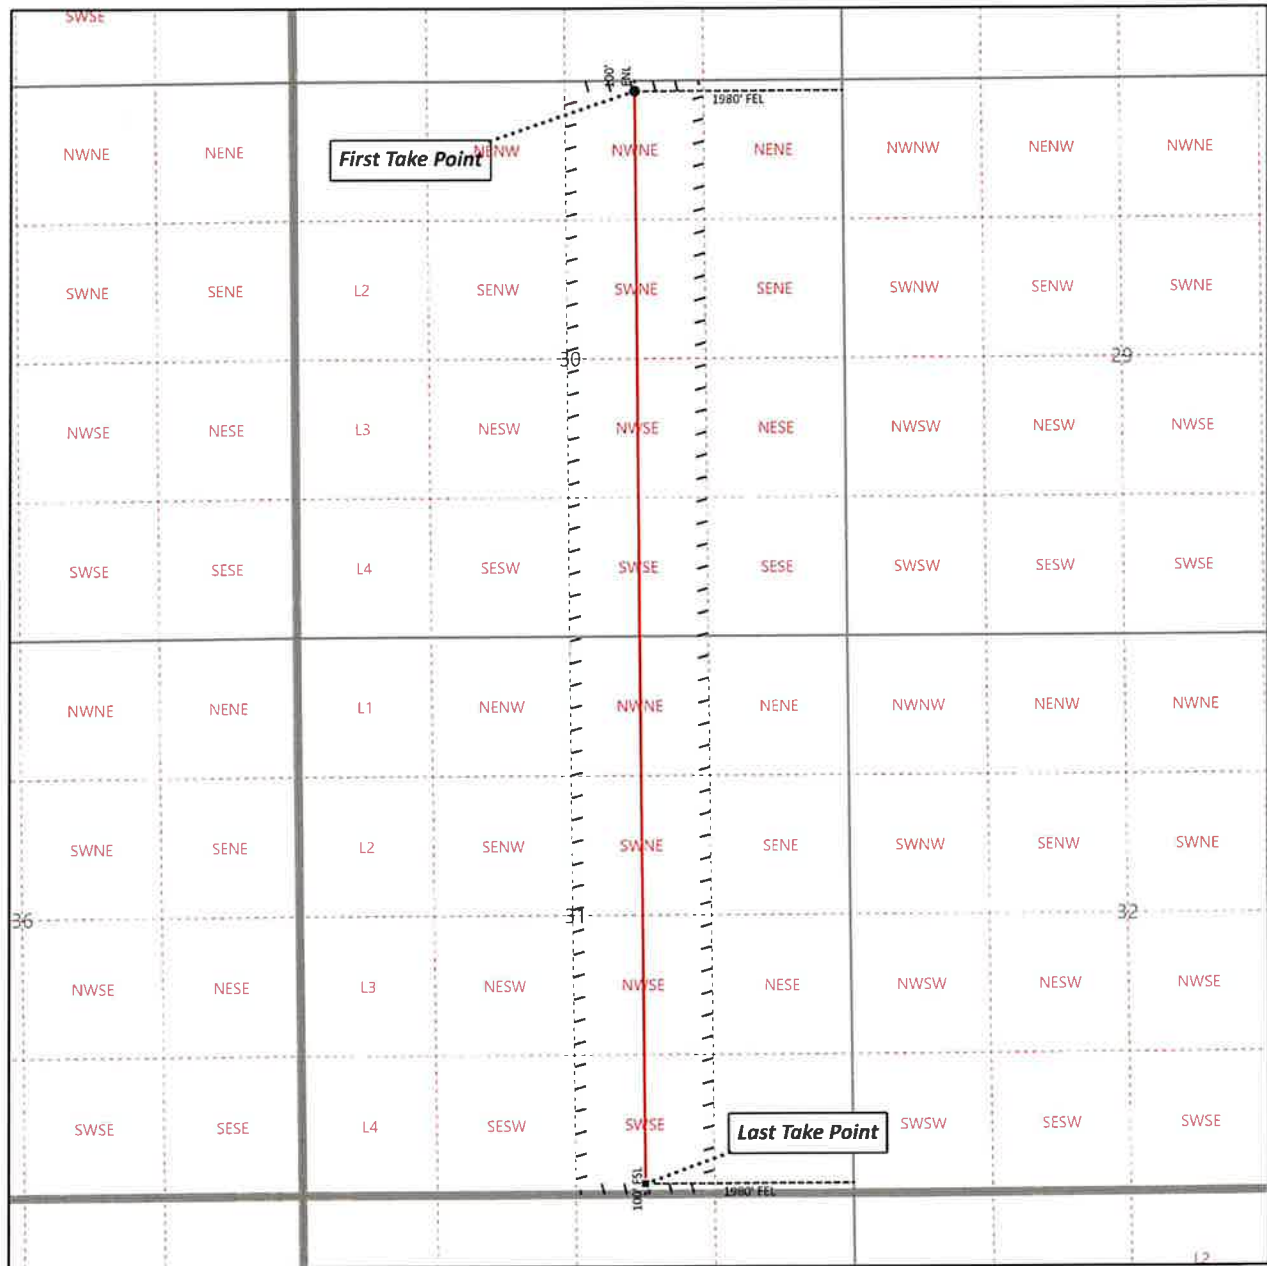 SWSE
100'
FNL
1980' FEL
First Take Point
NWNE NENE NENW NWNE NENE NWNW NENW NWNE
SWNE SENE L2 SENW SWNE SENE SWNW SENW SWNE
30 29
NWSE NESE L3 NESW NWSE NESE NWSW NESW NWSE
SWSE SESE L4 SESW SWSE SESE SWSW SESW SWSE
NWNE NENE L1 NENW NWNE NENE NWNW NENW NWNE
SWNE SENE L2 SENW SWNE SENE SWNW SENW SWNE
36 31 32
NWSE NESE L3 NESW NWSE NESE NWSW NESW NWSE
SWSE SESE L4 SESW SWSE SWSW SESW SWSE
Last Take Point
100' FSL
1980' FEL
L2